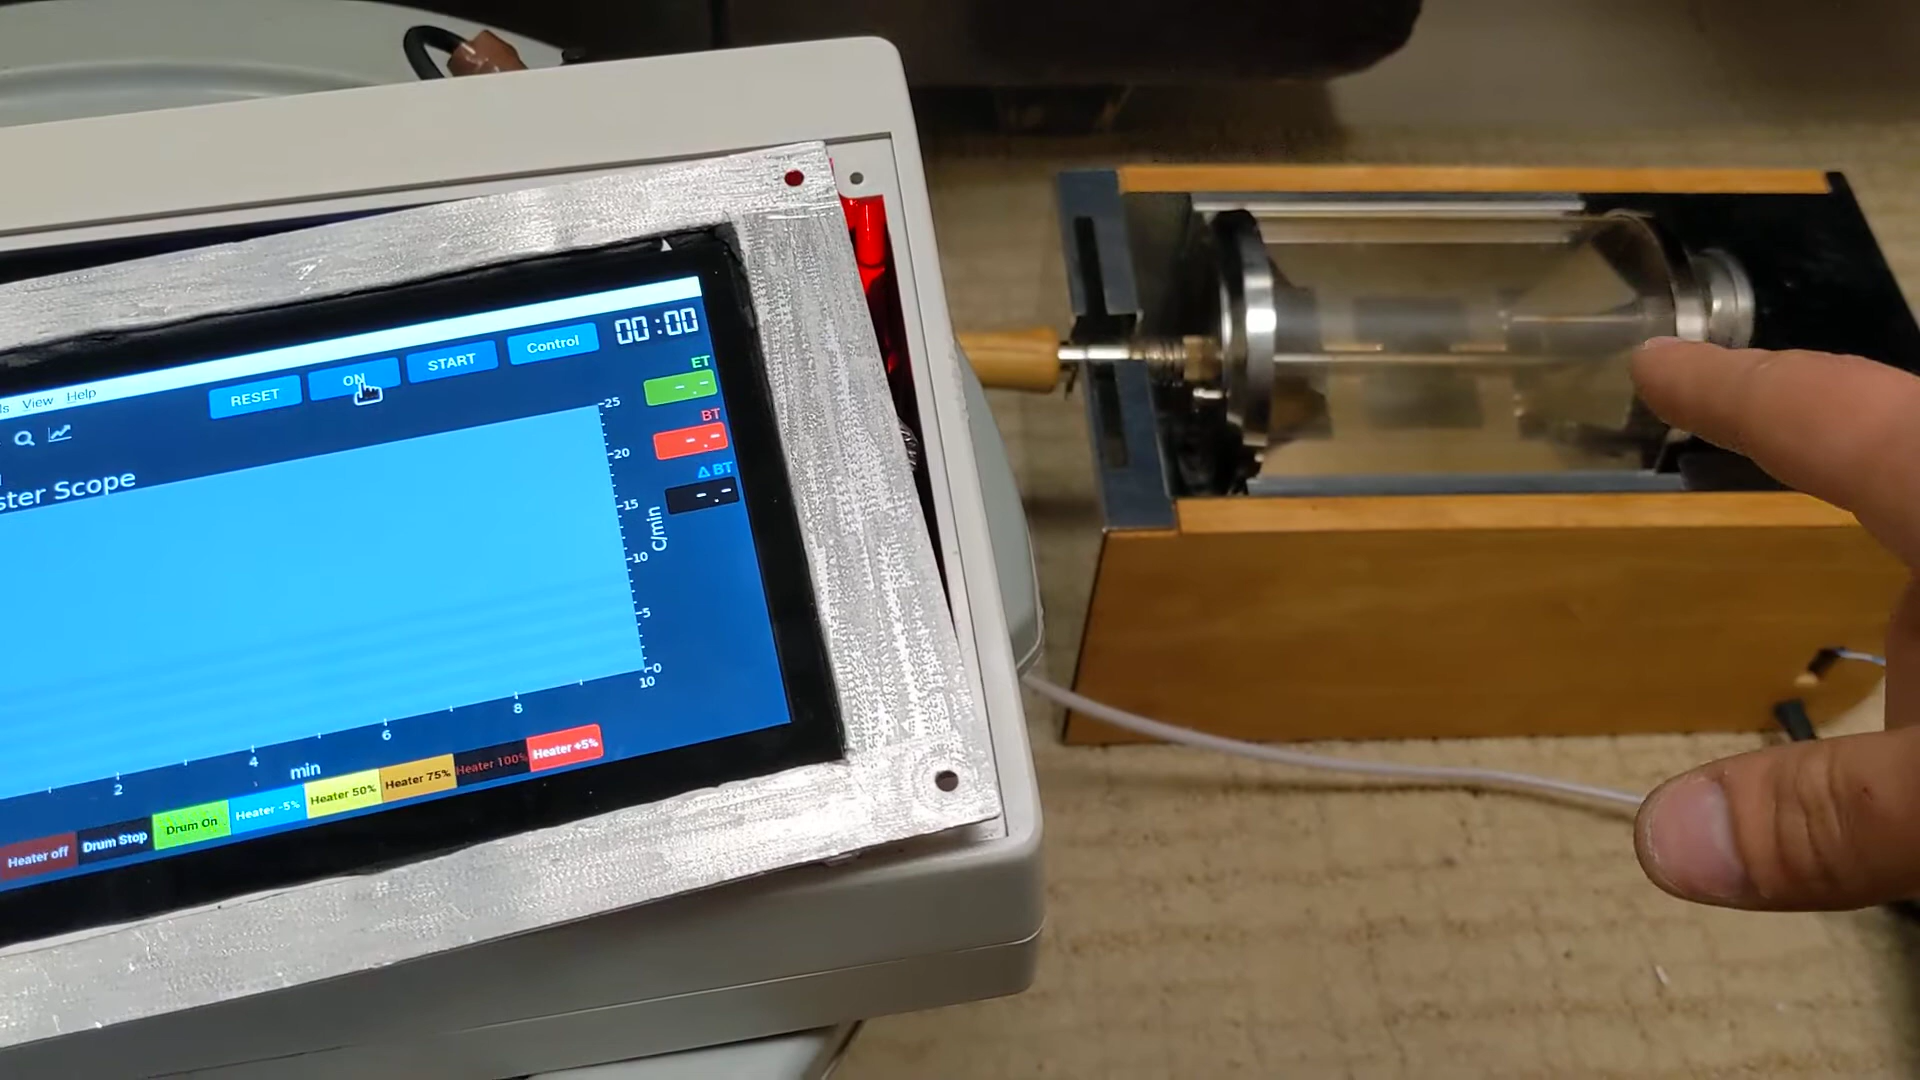 View Help
RESET ON START Control 00:00
ET
-.-
BT
-.-
Δ BT
-.-
ster Scope
25
20
15
10
5
0
C/min
2 4 6 8 10
min
Heater off Drum Stop Drum On Heater -5% Heater 50% Heater 75% Heater 100% Heater +5%